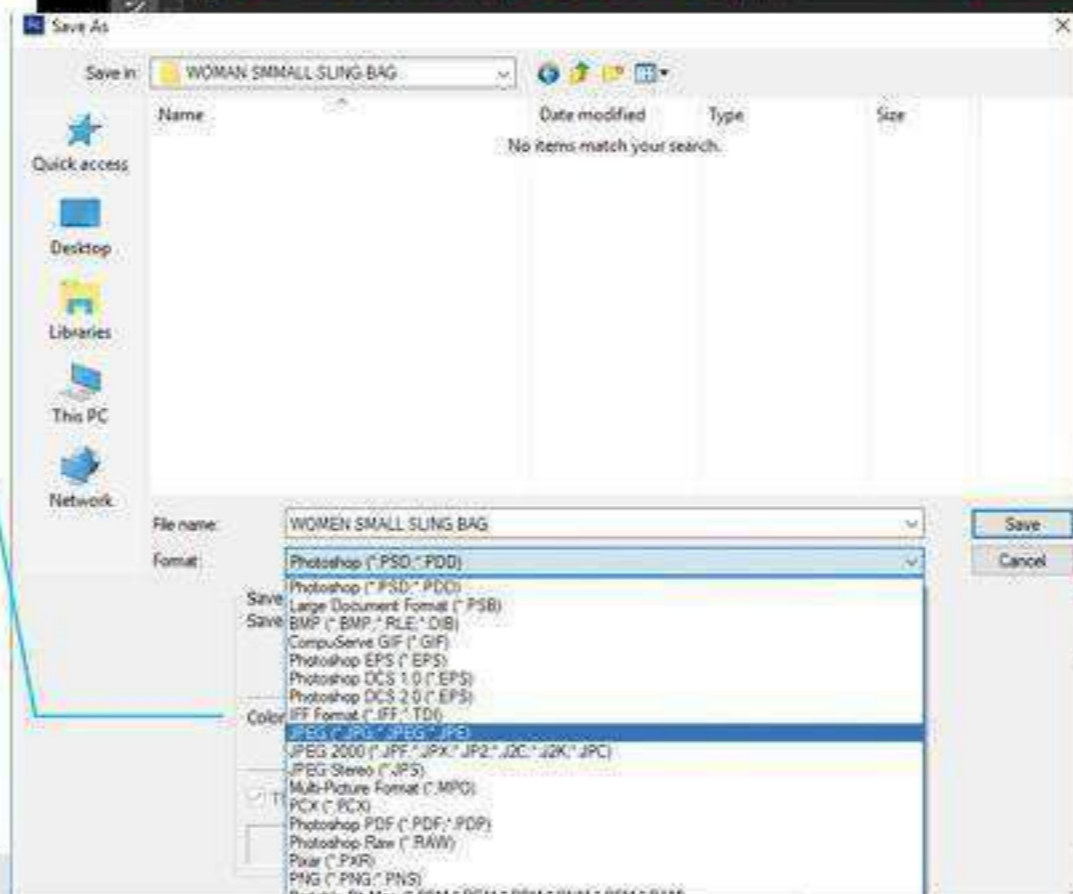 Save As
Save in: WOMAN SMMALL SLING BAG
Name Date modified Type Size
No items match your search.
Quick access
Desktop
Libraries
This PC
Network
File name: WOMEN SMALL SLING BAG Save
Format: Photoshop (*.PSD;*.PDD) Cancel
Photoshop (*.PSD;*.PDD)
Save Large Document Format (*.PSB)
Save BMP (*.BMP;*.RLE;*.DIB)
CompuServe GIF (*.GIF)
Photoshop EPS (*.EPS)
Photoshop DCS 1.0 (*.EPS)
Photoshop DCS 2.0 (*.EPS)
Color IFF Format (*.IFF;*.TDI)
JPEG (*.JPG;*.JPEG;*.JPE)
JPEG 2000 (*.JPF;*.JPX;*.JP2;*.J2C;*.J2K;*.JPC)
JPEG Stereo (*.JPS)
Multi-Picture Format (*.MPO)
PCX (*.PCX)
Photoshop PDF (*.PDF;*.PDP)
Photoshop Raw (*.RAW)
Pixar (*.PXR)
PNG (*.PNG;*.PNS)